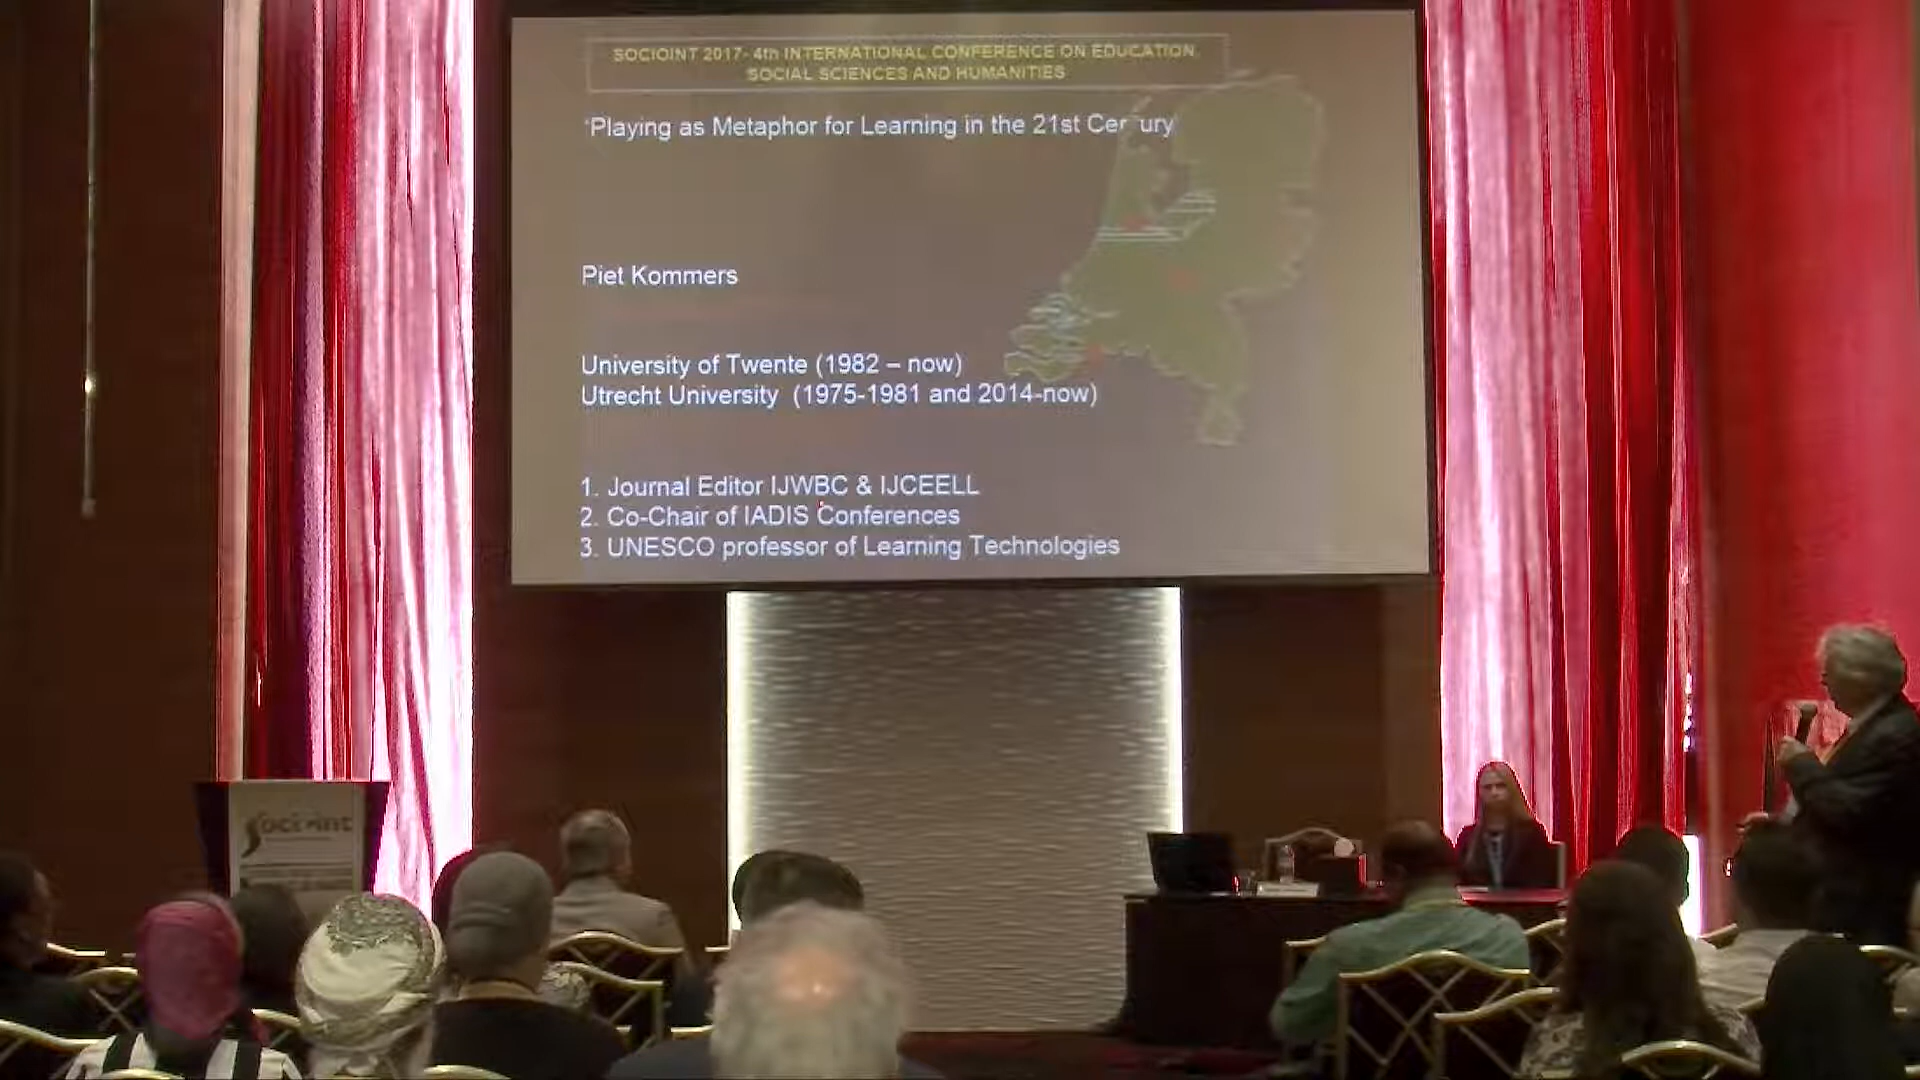 SOCIOINT 2017- 4th INTERNATIONAL CONFERENCE ON EDUCATION,
SOCIAL SCIENCES AND HUMANITIES
'Playing as Metaphor for Learning in the 21st Century
Piet Kommers
University of Twente (1982 – now)
Utrecht University (1975-1981 and 2014-now)
1. Journal Editor IJWBC & IJCEELL
2. Co-Chair of IADIS Conferences
3. UNESCO professor of Learning Technologies
Socioint